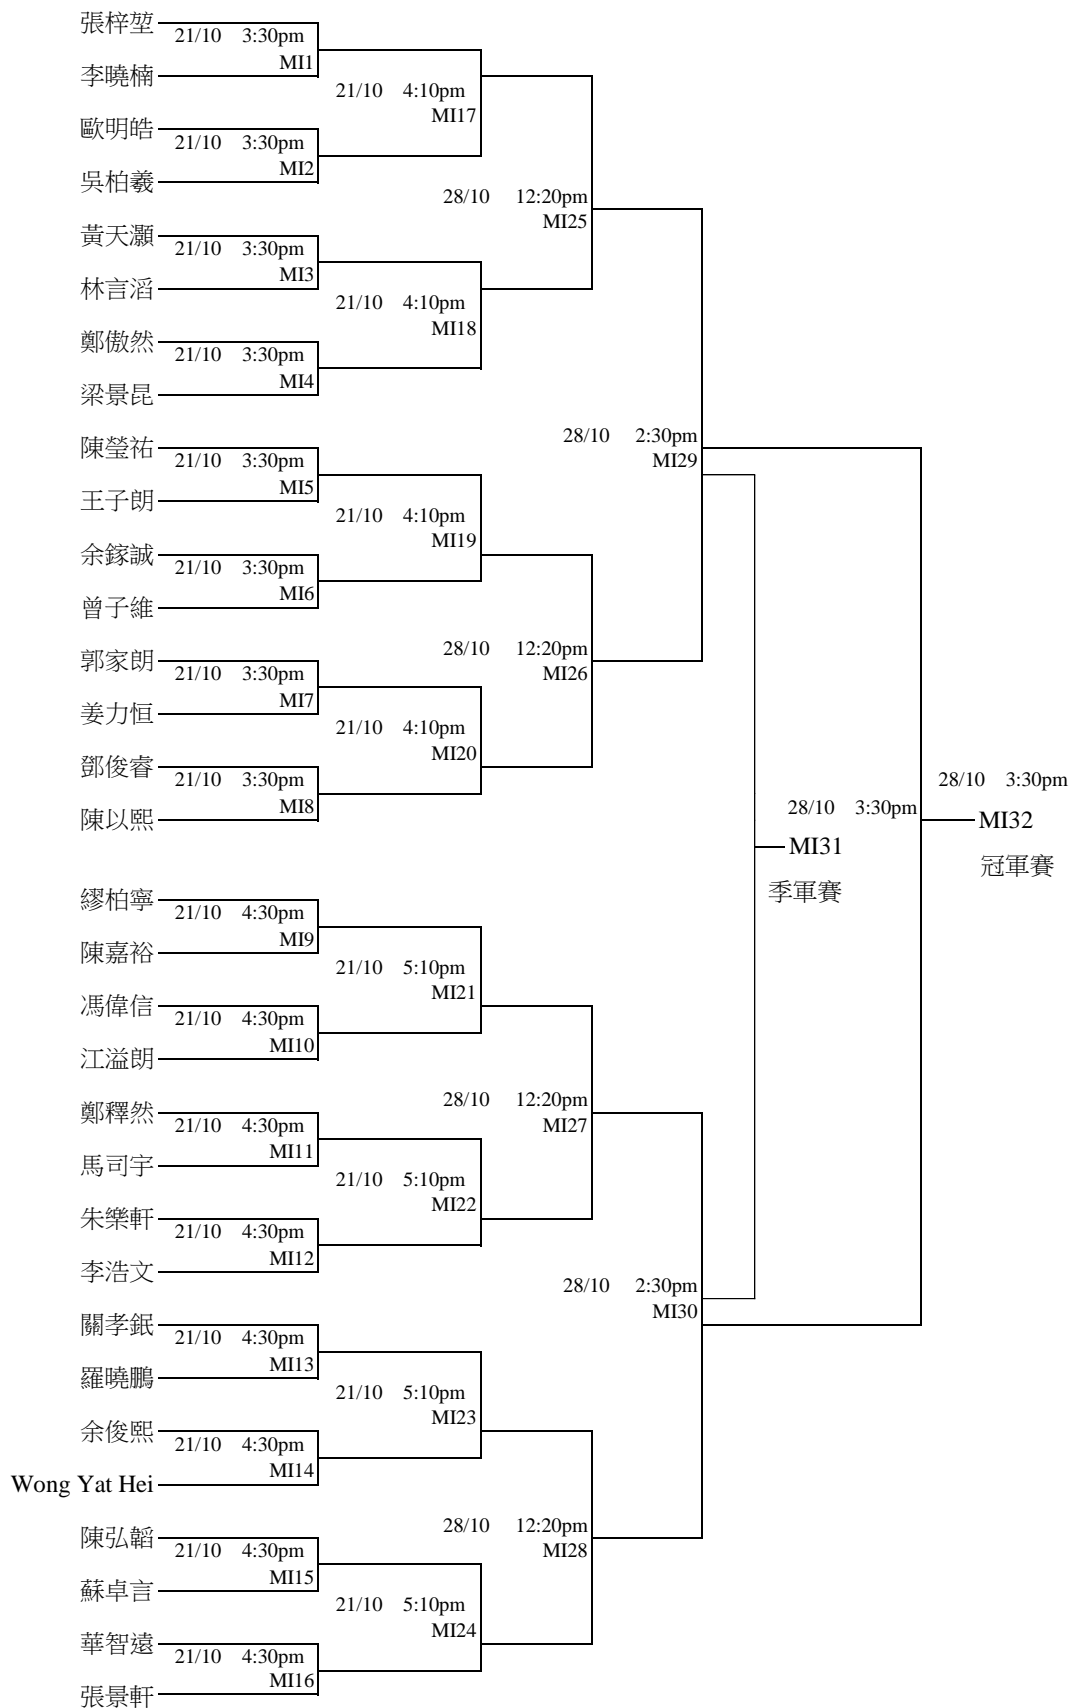 張梓堃
21/10 3:30pm
MI1
李曉楠
21/10 4:10pm
MI17
歐明皓
21/10 3:30pm
MI2
吳柏羲
28/10 12:20pm
MI25
黃天灝
21/10 3:30pm
MI3
林言滔
21/10 4:10pm
MI18
鄭傲然
21/10 3:30pm
MI4
梁景昆
28/10 2:30pm
MI29
陳瑩祐
21/10 3:30pm
MI5
王子朗
21/10 4:10pm
MI19
余鎵誠
21/10 3:30pm
MI6
曾子維
28/10 12:20pm
MI26
郭家朗
21/10 3:30pm
MI7
姜力恒
21/10 4:10pm
MI20
鄧俊睿
21/10 3:30pm
MI8
陳以熙
28/10 3:30pm
MI31
季軍賽
28/10 3:30pm
MI32
冠軍賽
繆柏寧
21/10 4:30pm
MI9
陳嘉裕
21/10 5:10pm
MI21
馮偉信
21/10 4:30pm
MI10
江溢朗
28/10 12:20pm
MI27
鄭釋然
21/10 4:30pm
MI11
馬司宇
21/10 5:10pm
MI22
朱樂軒
21/10 4:30pm
MI12
李浩文
28/10 2:30pm
MI30
關孝鈱
21/10 4:30pm
MI13
羅曉鵬
21/10 5:10pm
MI23
余俊熙
21/10 4:30pm
MI14
Wong Yat Hei
28/10 12:20pm
MI28
陳弘韜
21/10 4:30pm
MI15
蘇卓言
21/10 5:10pm
MI24
華智遠
21/10 4:30pm
MI16
張景軒